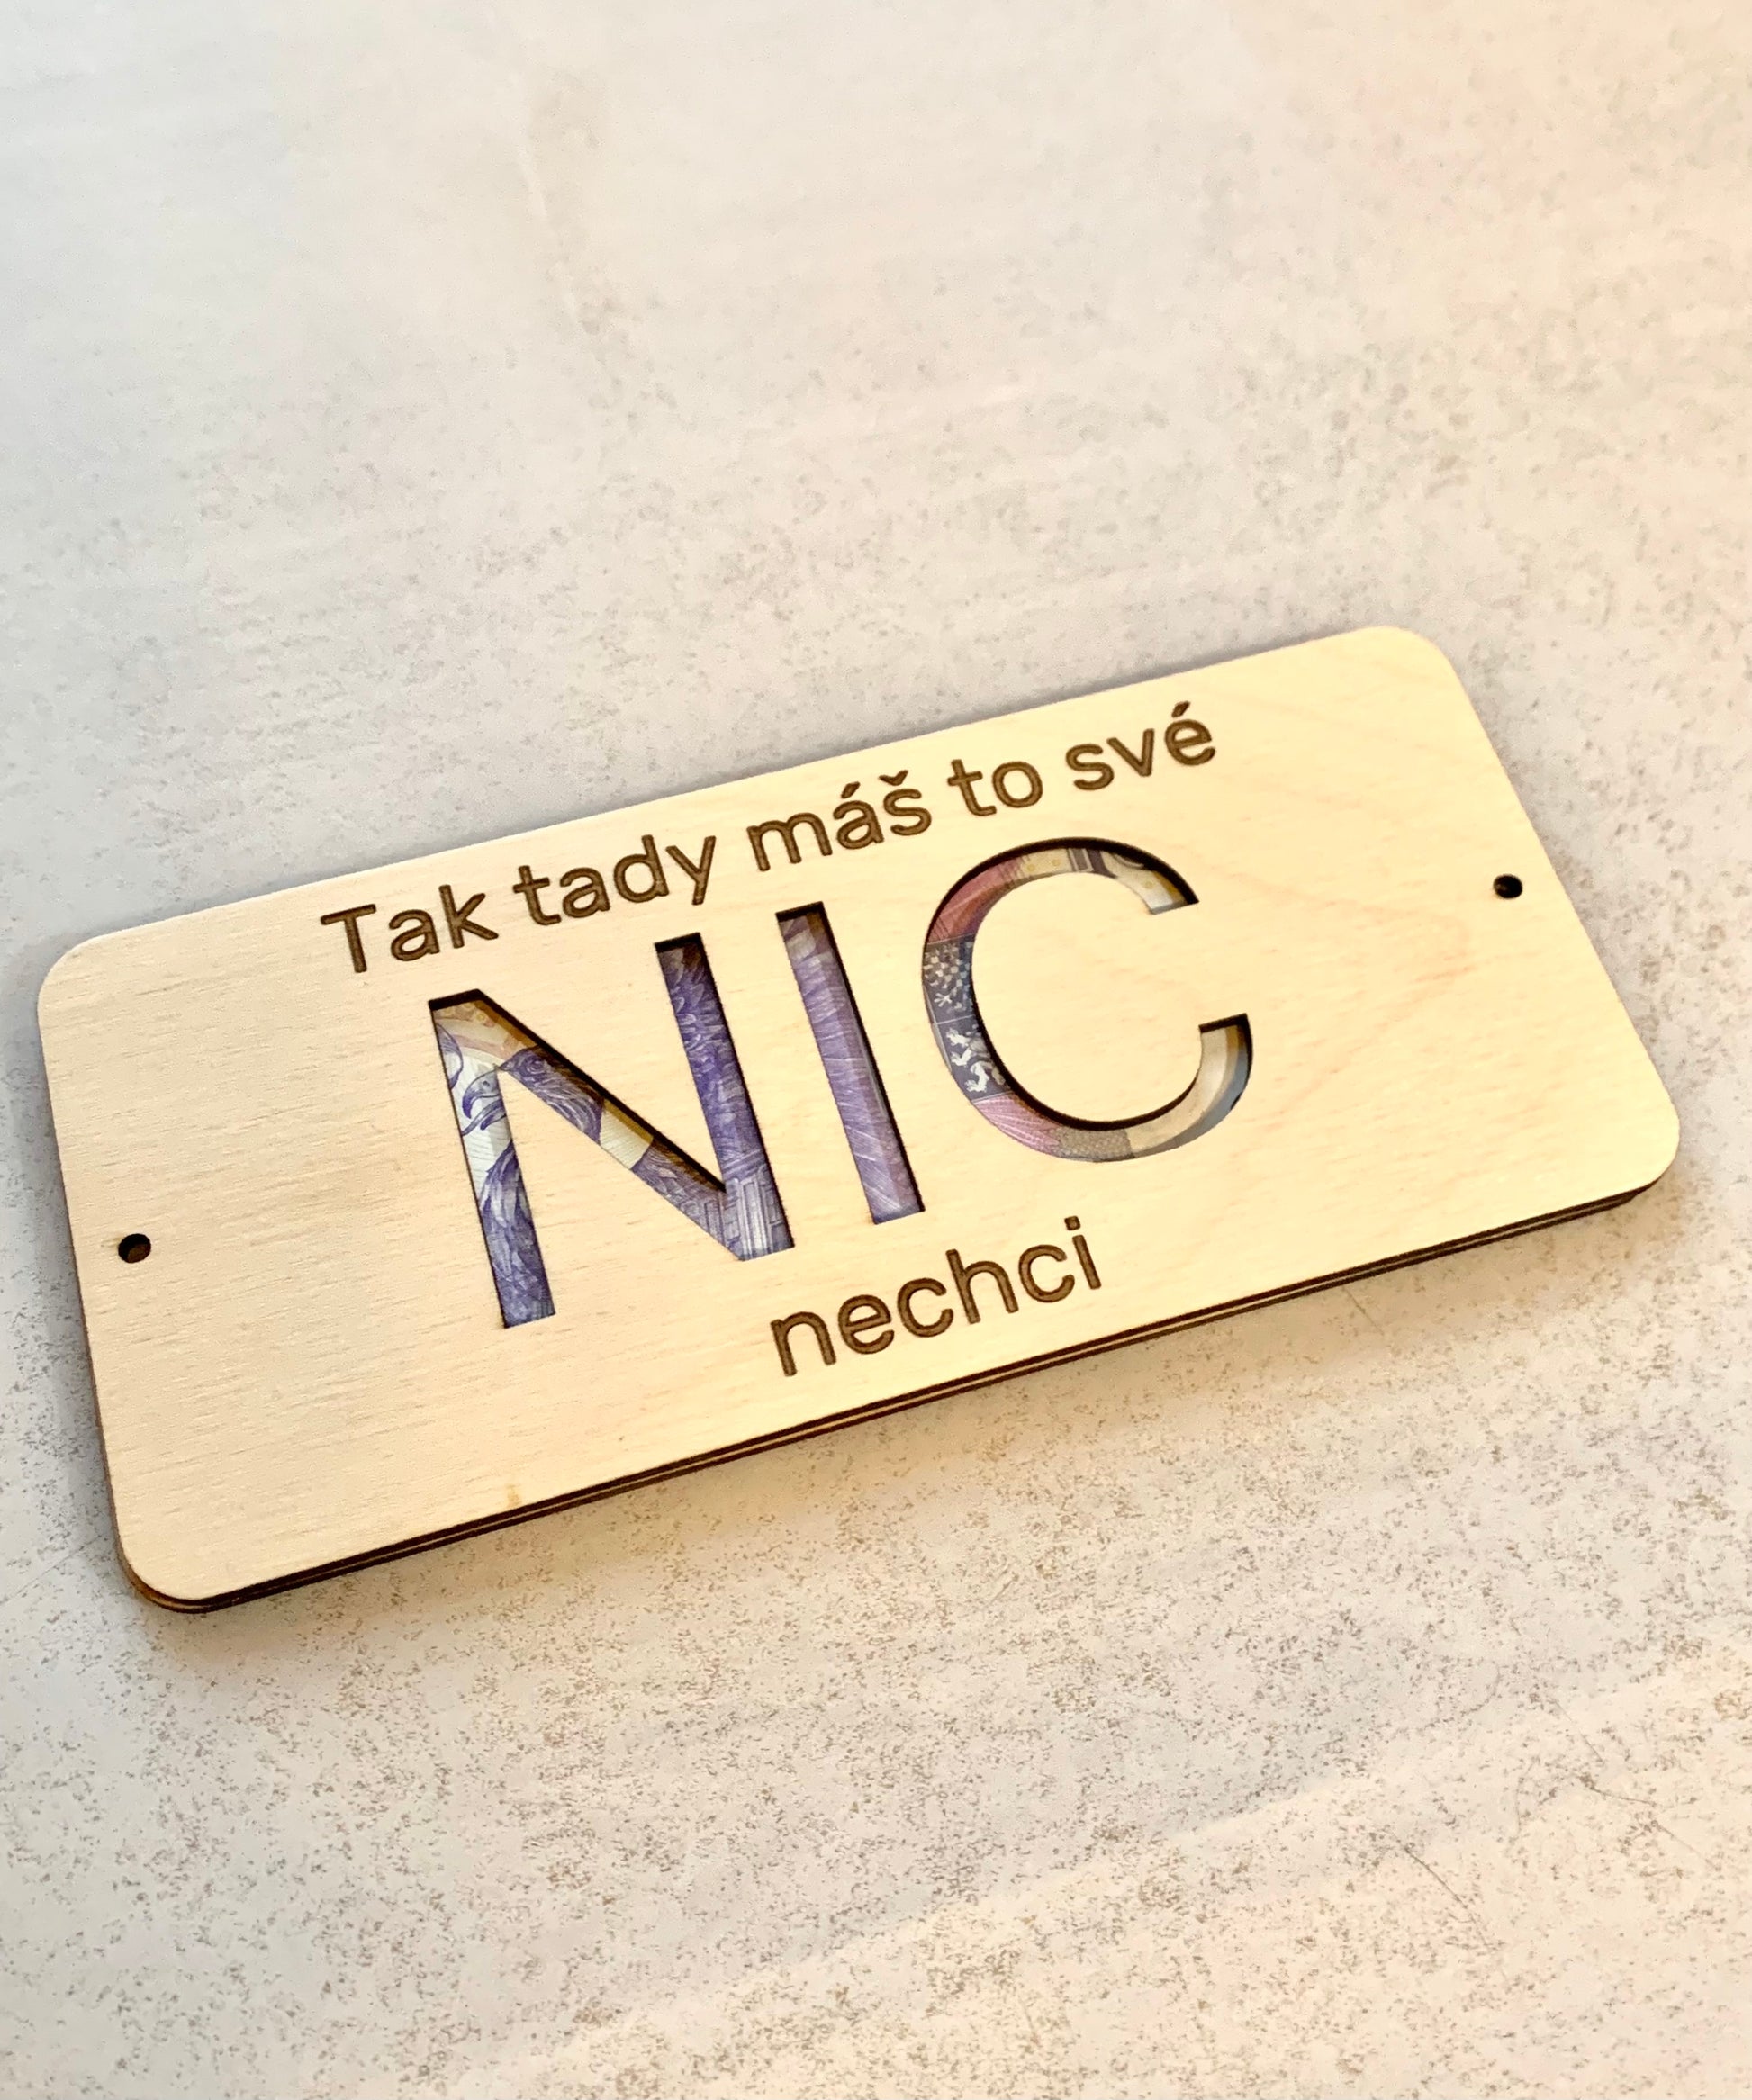 Tak tady máš to své
NIC
nechci